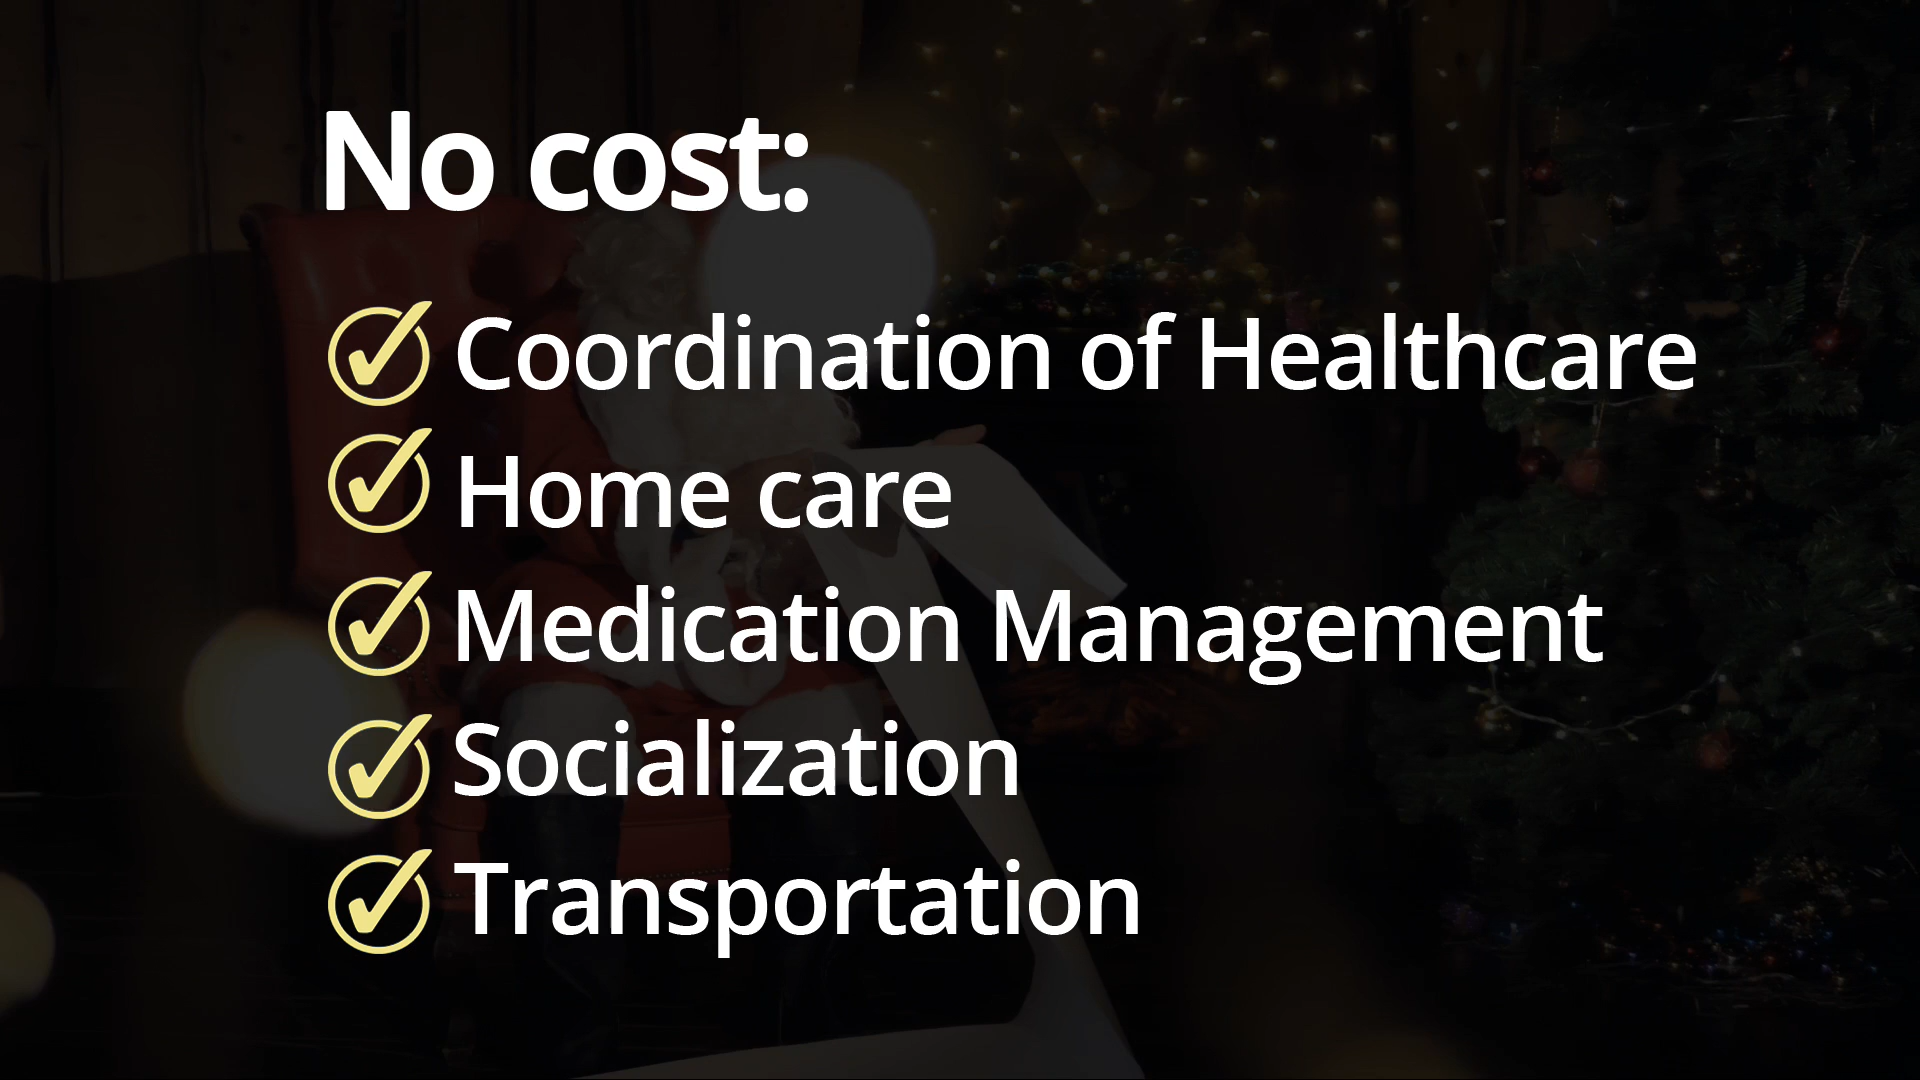 No cost:
Coordination of Healthcare
Home care
Medication Management
Socialization
Transportation